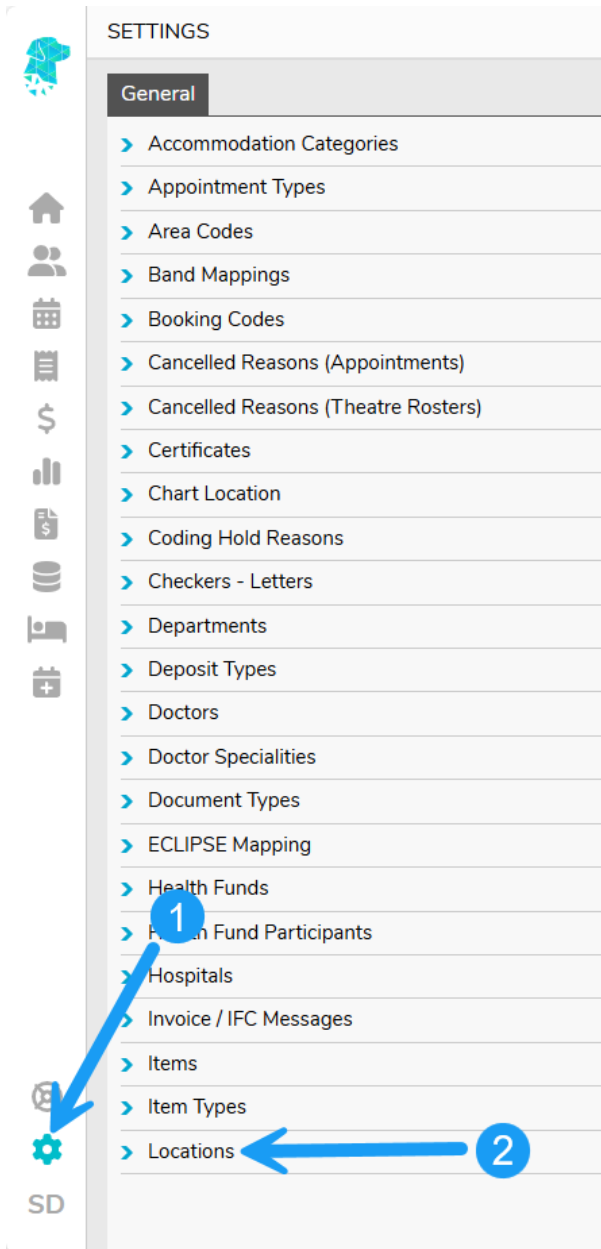 SETTINGS
General
Accommodation Categories
Appointment Types
Area Codes
Band Mappings
Booking Codes
Cancelled Reasons (Appointments)
Cancelled Reasons (Theatre Rosters)
Certificates
Chart Location
Coding Hold Reasons
Checkers - Letters
Departments
Deposit Types
Doctors
Doctor Specialities
Document Types
ECLIPSE Mapping
Health Funds
1
Health Fund Participants
Hospitals
Invoice / IFC Messages
Items
Item Types
Locations 2
SD